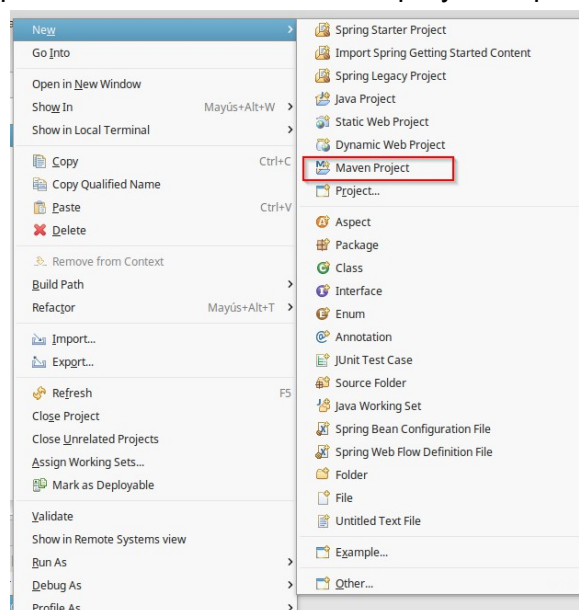 New
Go Into
Open in New Window
Show In Mayús+Alt+W
Show in Local Terminal
Copy Ctrl+C
Copy Qualified Name
Paste Ctrl+V
Delete
Remove from Context
Build Path
Refactor Mayús+Alt+T
Import...
Export...
Refresh F5
Close Project
Close Unrelated Projects
Assign Working Sets...
Mark as Deployable
Validate
Show in Remote Systems view
Run As
Debug As
Profile As
Spring Starter Project
Import Spring Getting Started Content
Spring Legacy Project
Java Project
Static Web Project
Dynamic Web Project
Maven Project
Project...
Aspect
Package
Class
Interface
Enum
Annotation
JUnit Test Case
Source Folder
Java Working Set
Spring Bean Configuration File
Spring Web Flow Definition File
Folder
File
Untitled Text File
Example...
Other...